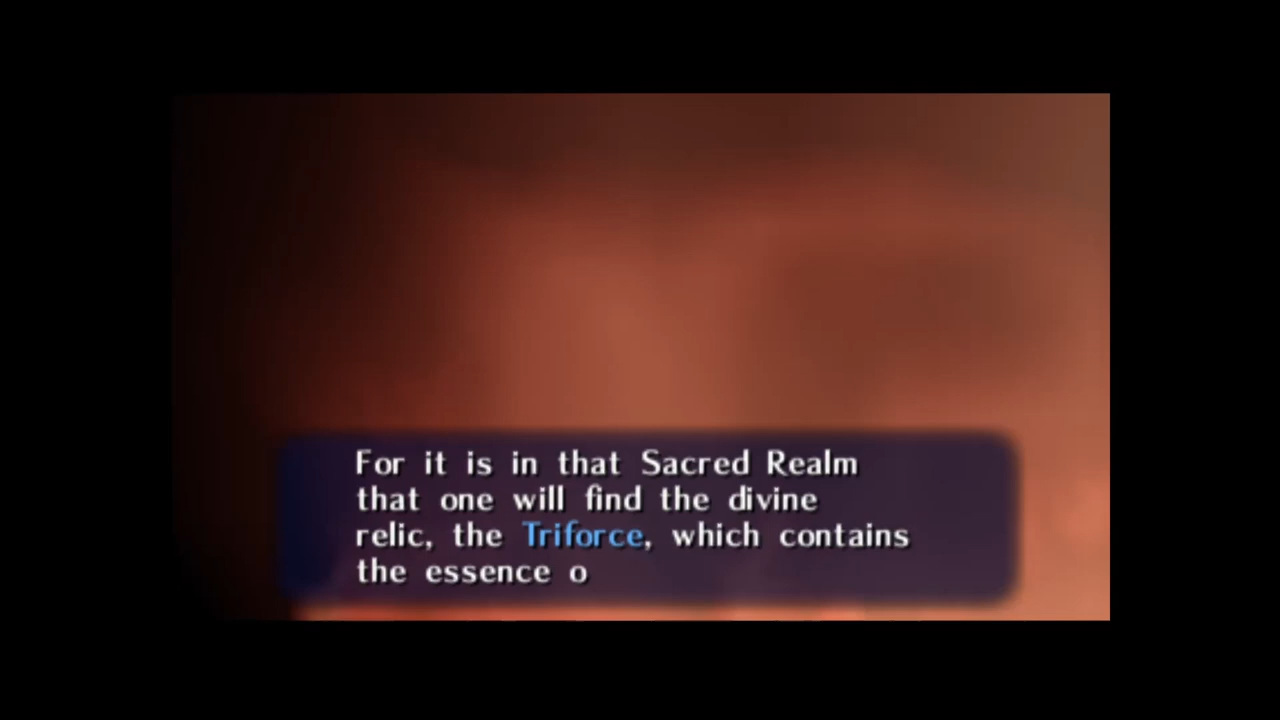 For it is in that Sacred Realm
that one will find the divine
relic, the Triforce, which contains
the essence o